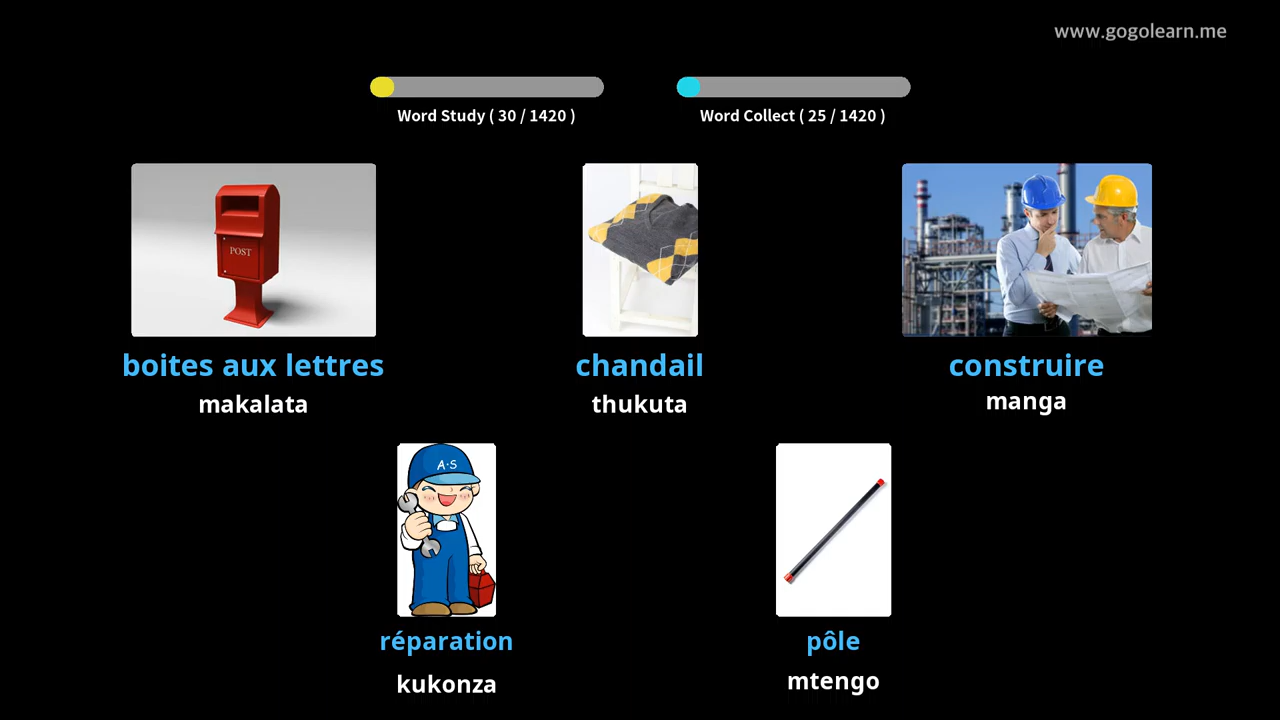 www.gogolearn.me
Word Study ( 30 / 1420 )
Word Collect ( 25 / 1420 )
POST
boites aux lettres
chandail
construire
makalata
thukuta
manga
A·S
réparation
pôle
kukonza
mtengo